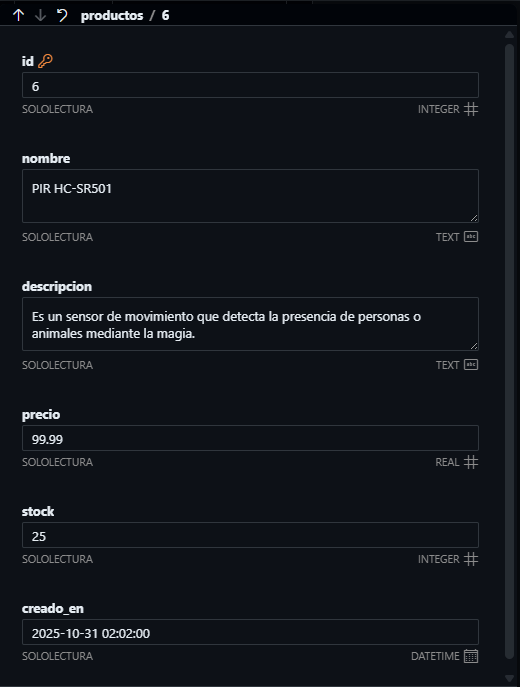 productos / 6
id
6
SOLOLECTURA INTEGER
nombre
PIR HC-SR501
SOLOLECTURA TEXT abc
descripcion
Es un sensor de movimiento que detecta la presencia de personas o
animales mediante la magia.
SOLOLECTURA TEXT abc
precio
99.99
SOLOLECTURA REAL
stock
25
SOLOLECTURA INTEGER
creado_en
2025-10-31 02:02:00
SOLOLECTURA DATETIME